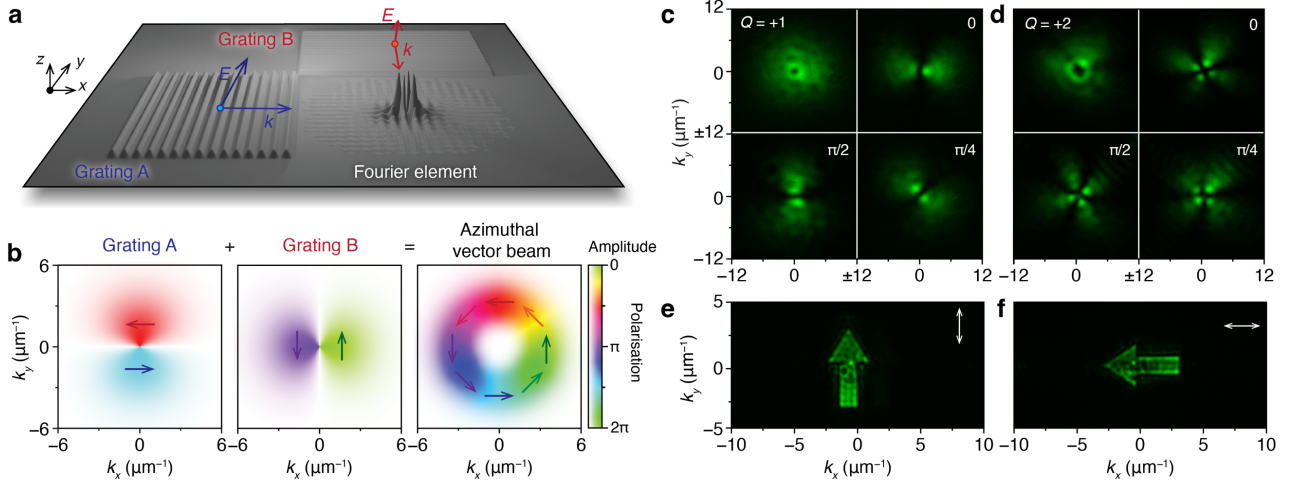 a
z
y
x
Grating B
E
k
E
k
Grating A
Fourier element
b
Grating A
+
Grating B
=
Azimuthal
vector beam
Amplitude
6
0
−6
k_y (μm⁻¹)
−6
0
6
k_x (μm⁻¹)
−6
0
6
k_x (μm⁻¹)
−6
0
6
k_x (μm⁻¹)
0
π
2π
Polarisation
c
12
0
±12
0
−12
k_y (μm⁻¹)
Q = +1
0
π/2
π/4
−12
0
±12
0
12
d
Q = +2
0
π/2
π/4
−12
0
±12
0
12
e
5
0
−5
k_y (μm⁻¹)
−10
−5
0
5
10
k_x (μm⁻¹)
f
−10
−5
0
5
10
k_x (μm⁻¹)